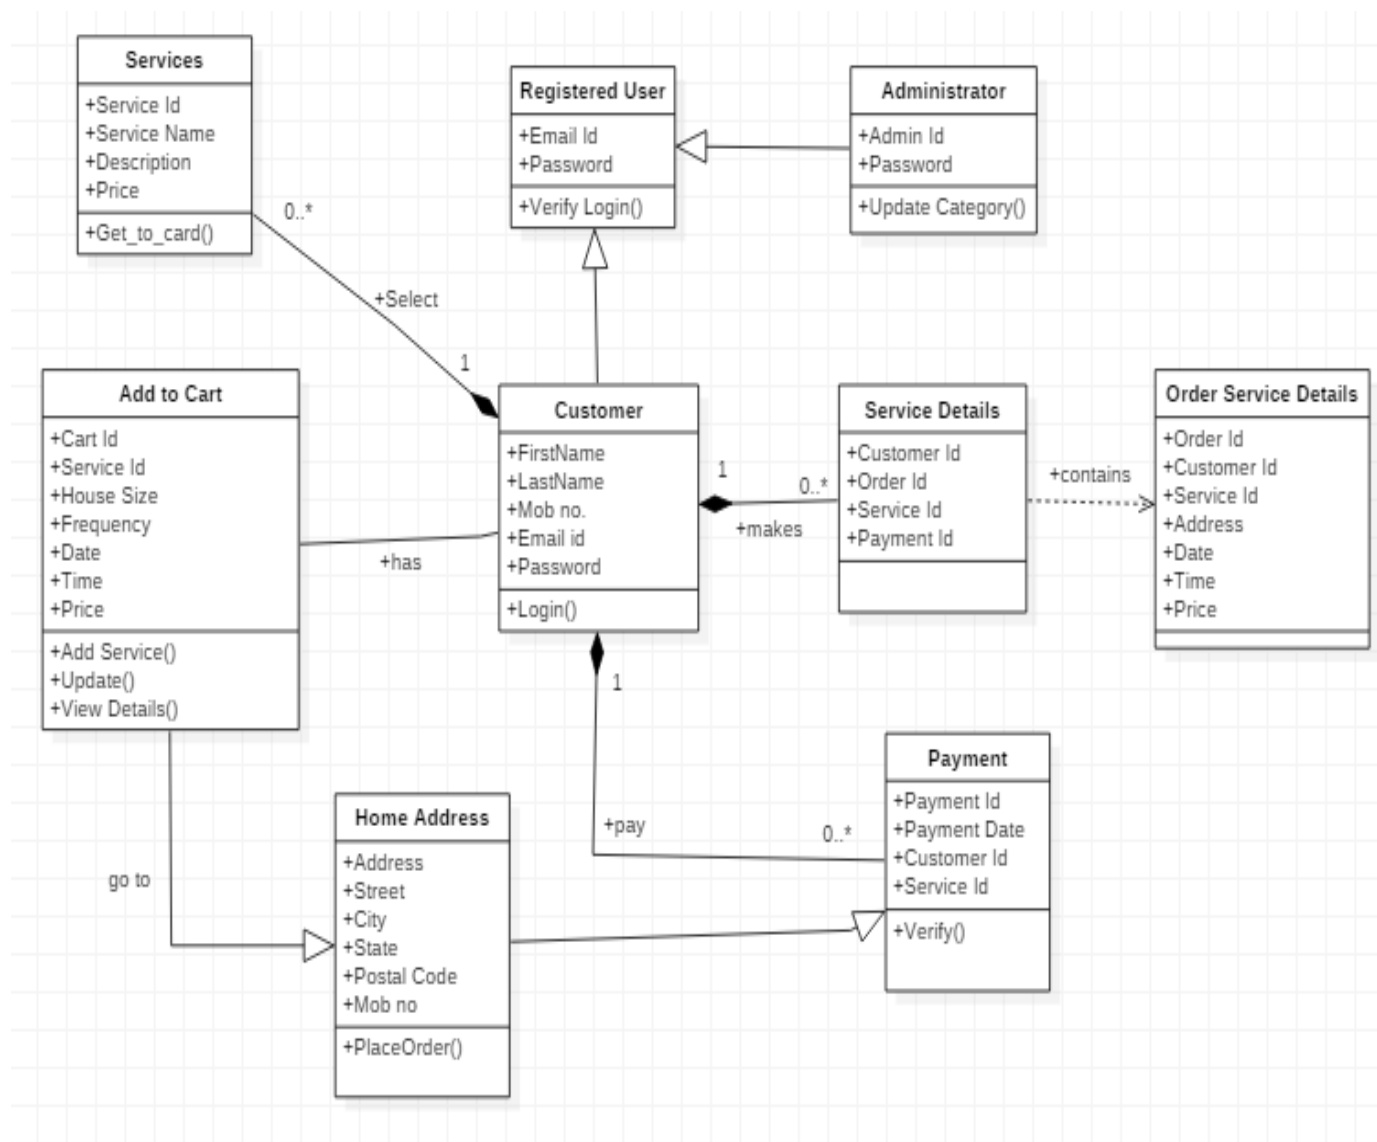 Services
+Service Id
+Service Name
+Description
+Price
+Get_to_card()
Registered User
+Email Id
+Password
+Verify Login()
Administrator
+Admin Id
+Password
+Update Category()
0..*
+Select
1
Add to Cart
+Cart Id
+Service Id
+House Size
+Frequency
+Date
+Time
+Price
+Add Service()
+Update()
+View Details()
+has
Customer
+FirstName
+LastName
+Mob no.
+Email id
+Password
+Login()
1
0..*
+makes
Service Details
+Customer Id
+Order Id
+Service Id
+Payment Id
+contains
Order Service Details
+Order Id
+Customer Id
+Service Id
+Address
+Date
+Time
+Price
1
+pay
0..*
go to
Home Address
+Address
+Street
+City
+State
+Postal Code
+Mob no
+PlaceOrder()
Payment
+Payment Id
+Payment Date
+Customer Id
+Service Id
+Verify()